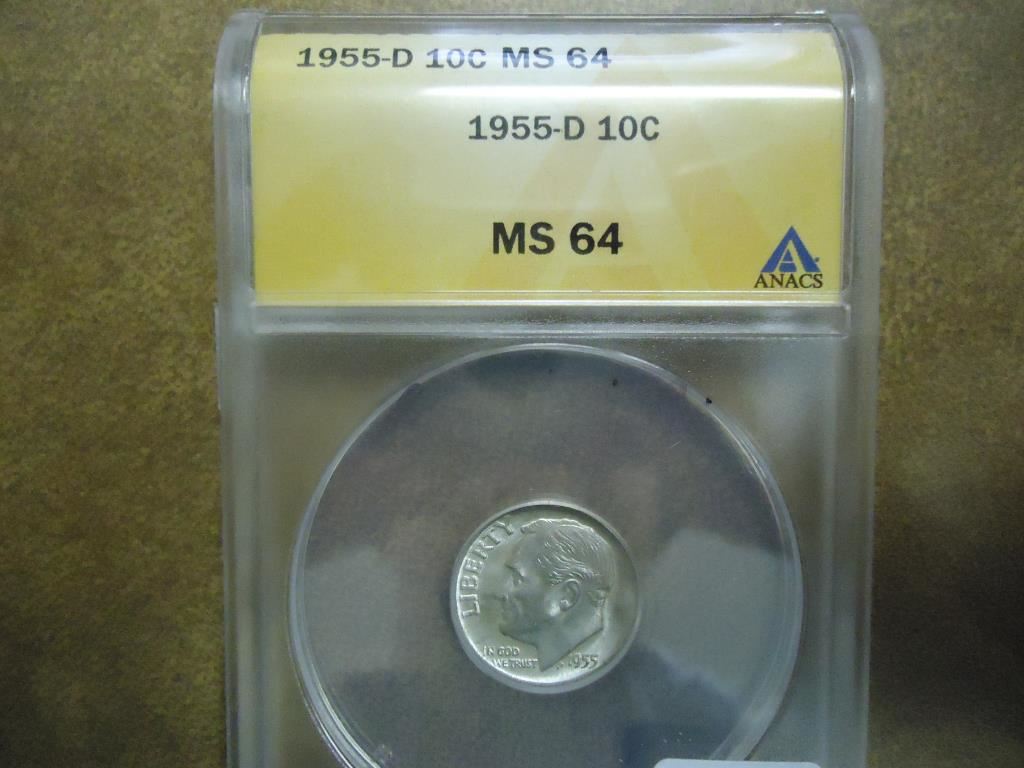 1955-D 10C MS 64
1955-D 10C
MS 64
ANACS
LIBERTY
IN GOD
WE TRUST
1955